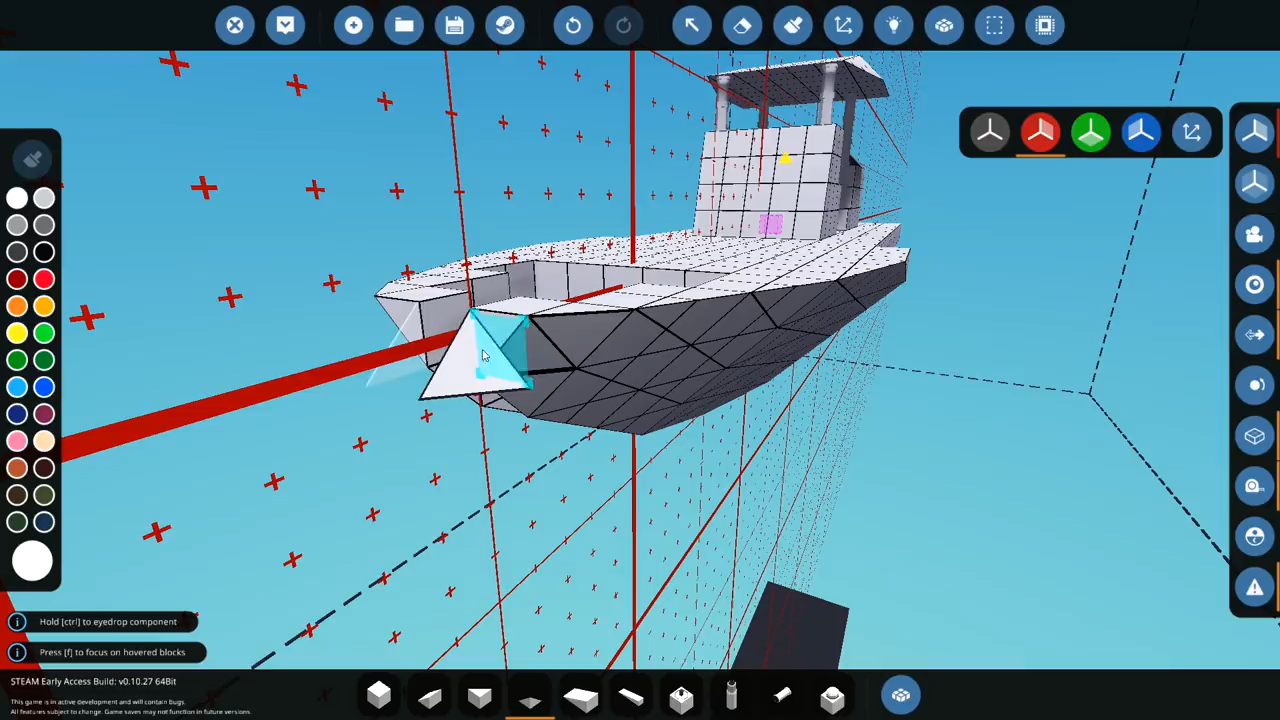 Hold [ctrl] to eyedrop component
Press [f] to focus on hovered blocks
STEAM Early Access Build: v0.10.27 64Bit
This game is in active development and will contain bugs.
All features subject to change. Game saves may not function in future versions.